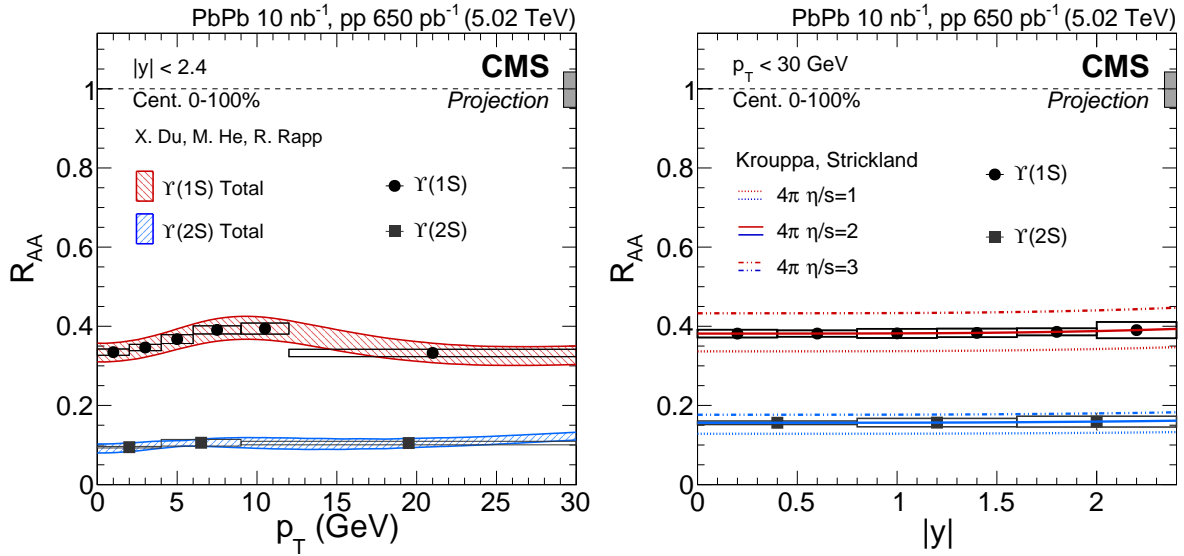 PbPb 10 nb⁻¹, pp 650 pb⁻¹ (5.02 TeV)
|y| < 2.4
CMS
Cent. 0-100%
Projection
X. Du, M. He, R. Rapp
ϒ(1S) Total
ϒ(1S)
ϒ(2S) Total
ϒ(2S)
R_AA
0
0.2
0.4
0.6
0.8
1
0 5 10 15 20 25 30
p_T (GeV)
PbPb 10 nb⁻¹, pp 650 pb⁻¹ (5.02 TeV)
p_T < 30 GeV
CMS
Cent. 0-100%
Projection
Krouppa, Strickland
ϒ(1S)
4π η/s=1
4π η/s=2
ϒ(2S)
4π η/s=3
R_AA
0
0.2
0.4
0.6
0.8
1
0 0.5 1 1.5 2
|y|